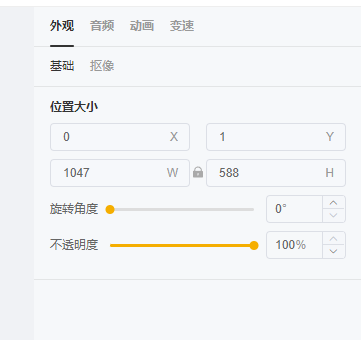 外观 音频 动画 变速
基础 抠像
位置大小
0 X 1 Y
1047 W 588 H
旋转角度 0°
不透明度 100%